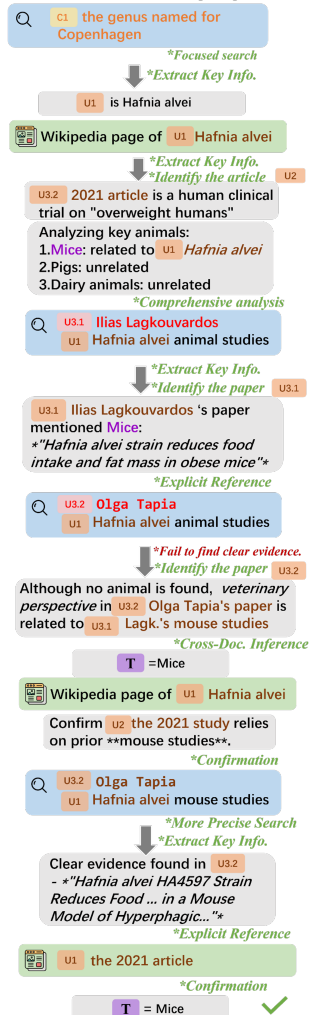 C1 the genus named for
Copenhagen
*Focused search
*Extract Key Info.
U1 is Hafnia alvei
Wikipedia page of U1 Hafnia alvei
*Extract Key Info.
*Identify the article U2
U3.2 2021 article is a human clinical
trial on "overweight humans"
Analyzing key animals:
1.Mice: related to U1 Hafnia alvei
2.Pigs: unrelated
3.Dairy animals: unrelated
*Comprehensive analysis
U3.1 Ilias Lagkouvardos
U1 Hafnia alvei animal studies
*Extract Key Info.
*Identify the paper U3.1
U3.1 Ilias Lagkouvardos 's paper
mentioned Mice:
*"Hafnia alvei strain reduces food
intake and fat mass in obese mice"*
*Explicit Reference
U3.2 Olga Tapia
U1 Hafnia alvei animal studies
*Fail to find clear evidence.
*Identify the paper U3.2
Although no animal is found, veterinary
perspective in U3.2 Olga Tapia's paper is
related to U3.1 Lagk.'s mouse studies
*Cross-Doc. Inference
T =Mice
Wikipedia page of U1 Hafnia alvei
Confirm U2 the 2021 study relies
on prior **mouse studies**.
*Confirmation
U3.2 Olga Tapia
U1 Hafnia alvei mouse studies
*More Precise Search
*Extract Key Info.
Clear evidence found in U3.2
- *"Hafnia alvei HA4597 Strain
Reduces Food ... in a Mouse
Model of Hyperphagic..."*
*Explicit Reference
U1 the 2021 article
*Confirmation
T = Mice